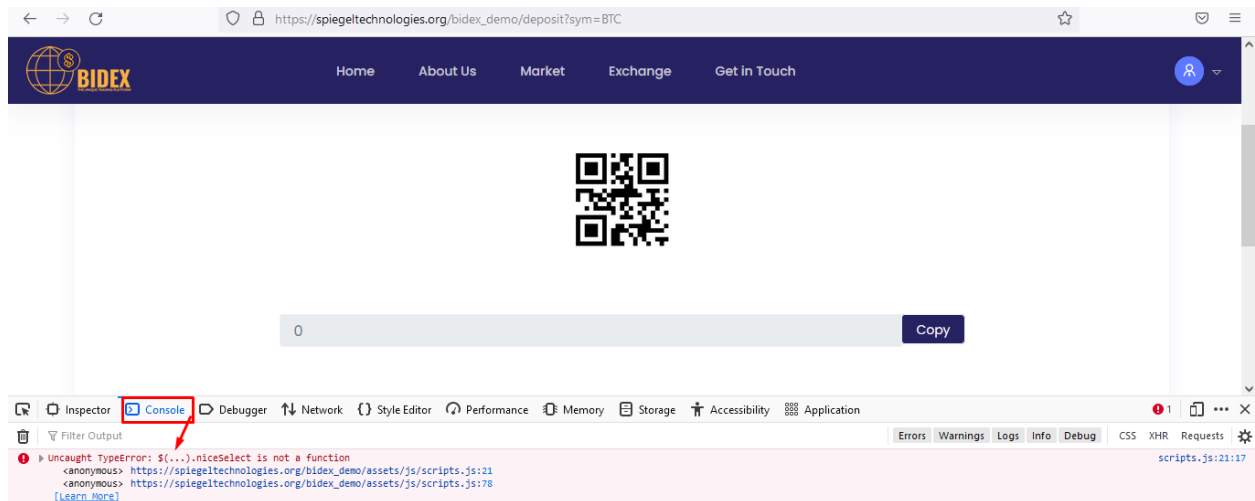 https://spiegeltechnologies.org/bidex_demo/deposit?sym=BTC
BIDEX
Home About Us Market Exchange Get in Touch
0 Copy
Inspector Console Debugger Network Style Editor Performance Memory Storage Accessibility Application 1
Filter Output Errors Warnings Logs Info Debug CSS XHR Requests
Uncaught TypeError: $(...).niceSelect is not a function scripts.js:21:17
<anonymous> https://spiegeltechnologies.org/bidex_demo/assets/js/scripts.js:21
<anonymous> https://spiegeltechnologies.org/bidex_demo/assets/js/scripts.js:78
[Learn More]